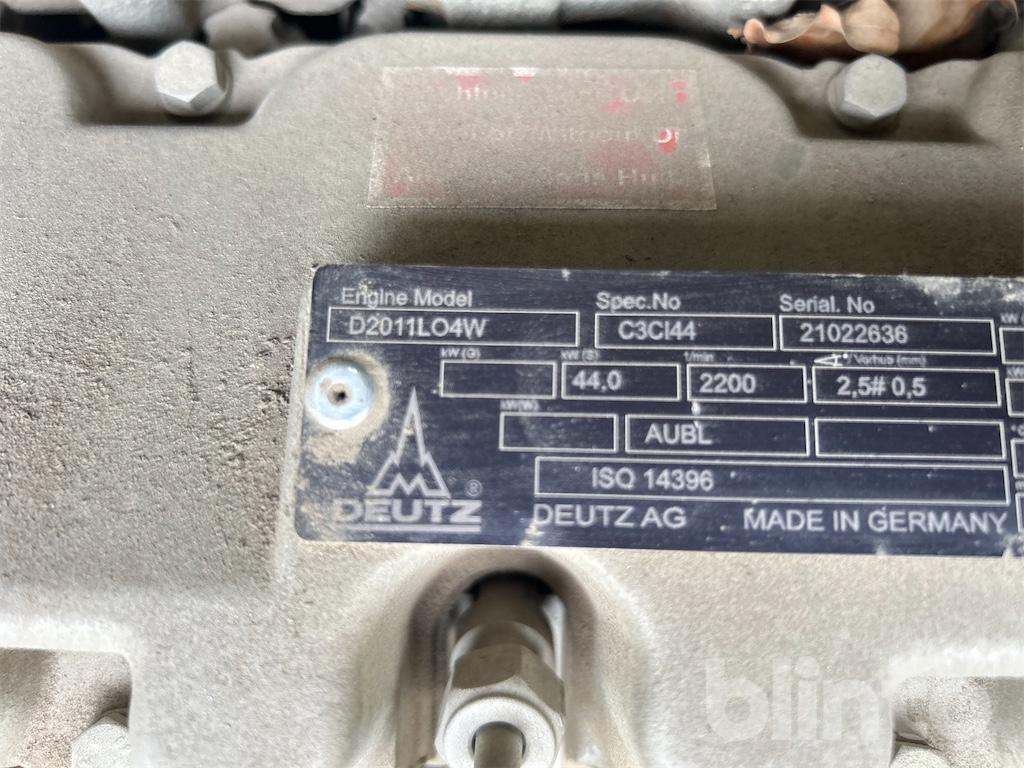 Engine Model Spec.No Serial. No
D2011LO4W C3CI44 21022636
kW (G) kW (S) 1/min /Vorhub (mm)
44,0 2200 2,5# 0,5
kW(W)
AUBL
ISO 14396
DEUTZ ® DEUTZ AG MADE IN GERMANY
blin